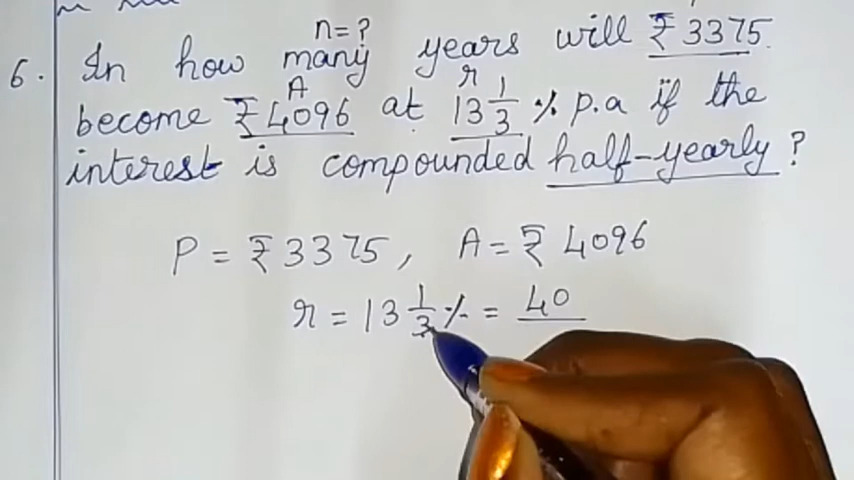 n=?
6. In how many years will ₹ 3375
A r
become ₹ 4096 at 13 1/3 % p.a if the
interest is compounded half-yearly ?
P = ₹ 3375, A = ₹ 4096
r = 13 1/3 % = 40